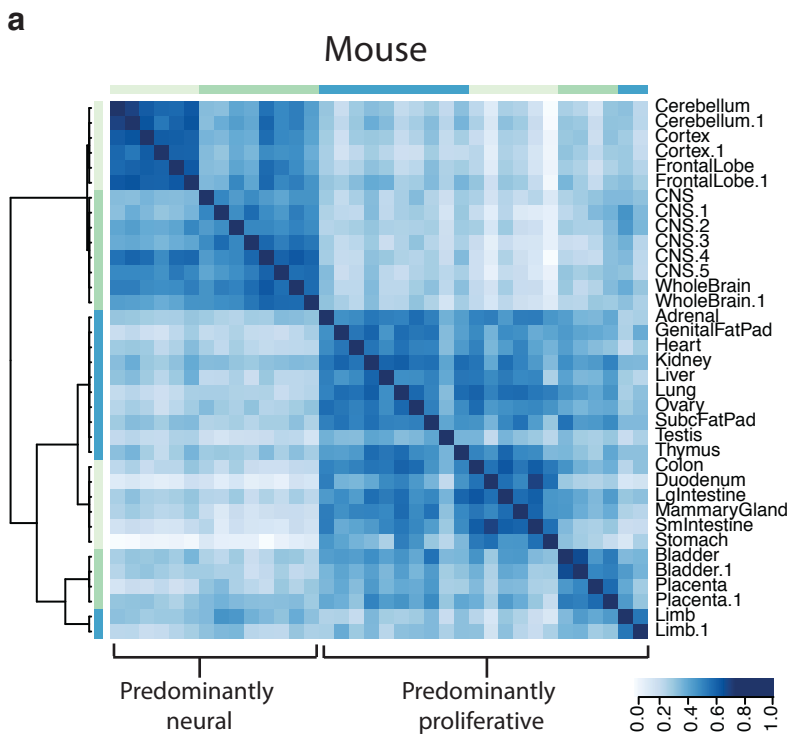 a
Mouse
Cerebellum
Cerebellum.1
Cortex
Cortex.1
FrontalLobe
FrontalLobe.1
CNS
CNS.1
CNS.2
CNS.3
CNS.4
CNS.5
WholeBrain
WholeBrain.1
Adrenal
GenitalFatPad
Heart
Kidney
Liver
Lung
Ovary
SubcFatPad
Testis
Thymus
Colon
Duodenum
LgIntestine
MammaryGland
SmIntestine
Stomach
Bladder
Bladder.1
Placenta
Placenta.1
Limb
Limb.1
Predominantly
neural
Predominantly
proliferative
0.0
0.2
0.4
0.6
0.8
1.0